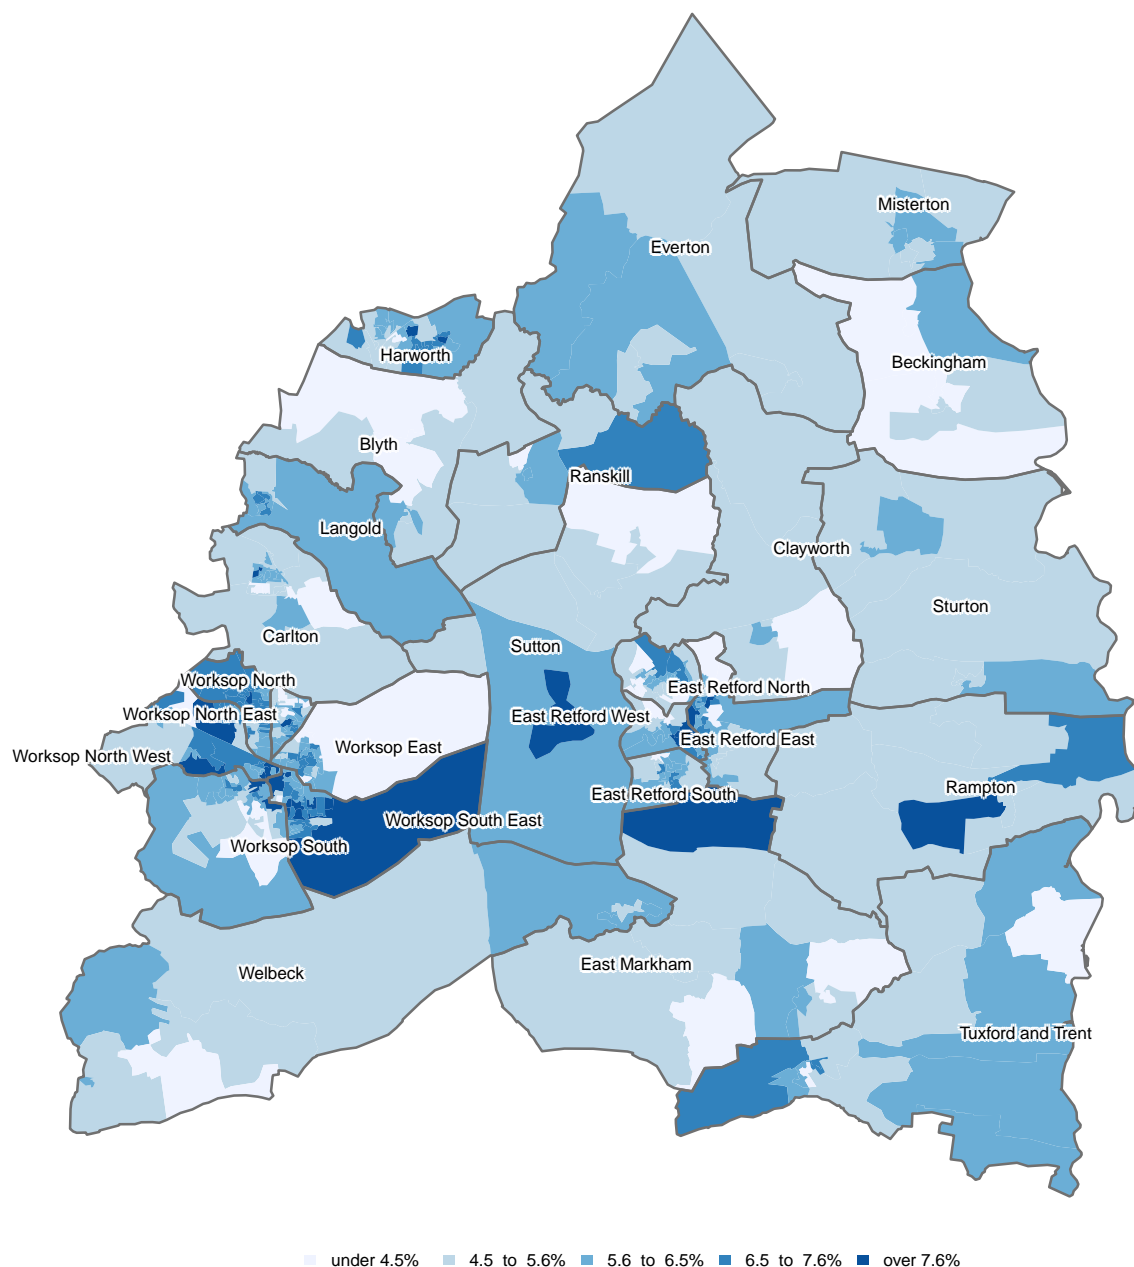 Misterton
Everton
Harworth
Beckingham
Blyth
Ranskill
Langold
Clayworth
Sturton
Carlton
Sutton
Worksop North
East Retford North
Worksop North East
East Retford West
East Retford East
Worksop East
Worksop North West
Rampton
East Retford South
Worksop South East
Worksop South
East Markham
Welbeck
Tuxford and Trent
under 4.5% 4.5 to 5.6% 5.6 to 6.5% 6.5 to 7.6% over 7.6%